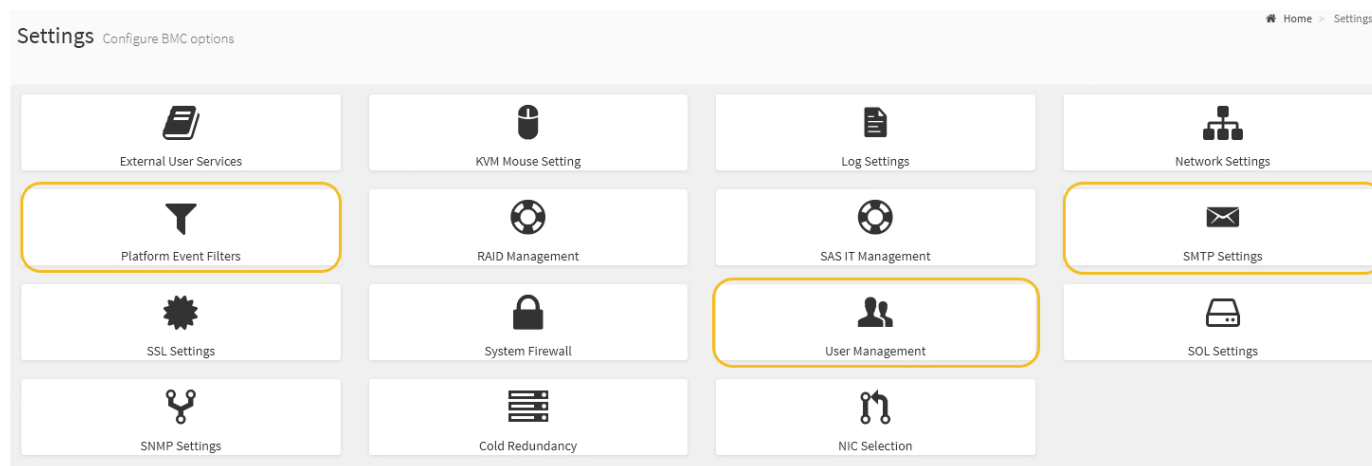 Home > Settings
Settings Configure BMC options
External User Services
KVM Mouse Setting
Log Settings
Network Settings
Platform Event Filters
RAID Management
SAS IT Management
SMTP Settings
SSL Settings
System Firewall
User Management
SOL Settings
SNMP Settings
Cold Redundancy
NIC Selection